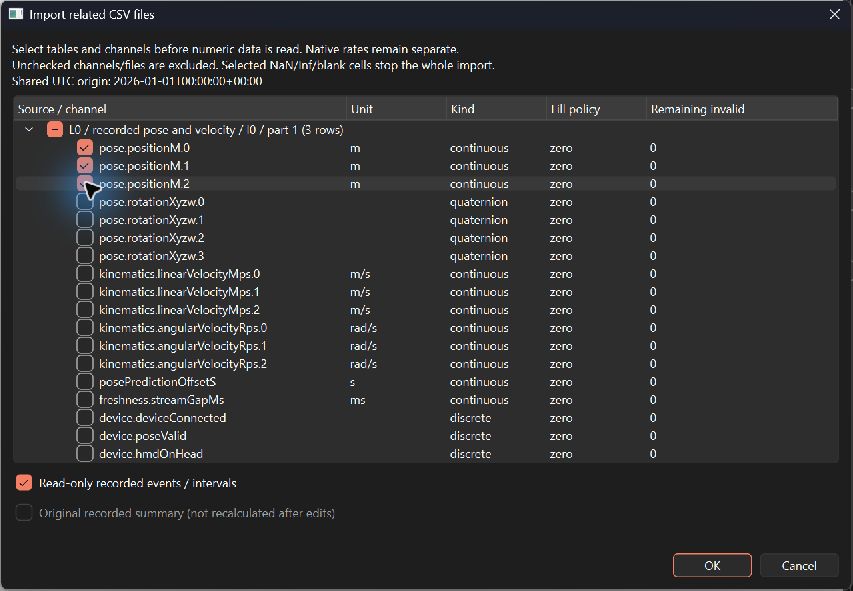 Import related CSV files
Select tables and channels before numeric data is read. Native rates remain separate.
Unchecked channels/files are excluded. Selected NaN/Inf/blank cells stop the whole import.
Shared UTC origin: 2026-01-01T00:00:00+00:00
Source / channel Unit Kind Fill policy Remaining invalid
L0 / recorded pose and velocity / l0 / part 1 (3 rows)
pose.positionM.0 m continuous zero 0
pose.positionM.1 m continuous zero 0
pose.positionM.2 m continuous zero 0
pose.rotationXyzw.0 quaternion zero 0
pose.rotationXyzw.1 quaternion zero 0
pose.rotationXyzw.2 quaternion zero 0
pose.rotationXyzw.3 quaternion zero 0
kinematics.linearVelocityMps.0 m/s continuous zero 0
kinematics.linearVelocityMps.1 m/s continuous zero 0
kinematics.linearVelocityMps.2 m/s continuous zero 0
kinematics.angularVelocityRps.0 rad/s continuous zero 0
kinematics.angularVelocityRps.1 rad/s continuous zero 0
kinematics.angularVelocityRps.2 rad/s continuous zero 0
posePredictionOffsetS s continuous zero 0
freshness.streamGapMs ms continuous zero 0
device.deviceConnected discrete zero 0
device.poseValid discrete zero 0
device.hmdOnHead discrete zero 0
Read-only recorded events / intervals
Original recorded summary (not recalculated after edits)
OK Cancel